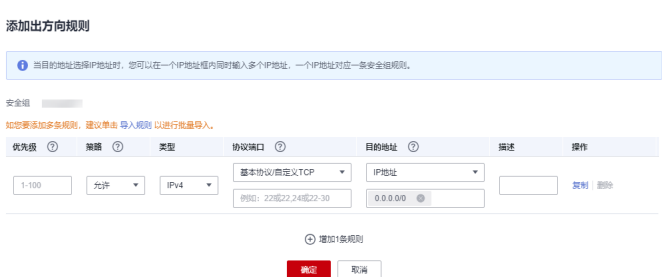 添加出方向规则
当目的地址选择IP地址时，您可以在一个IP地址框内同时输入多个IP地址，一个IP地址对应一条安全组规则。
安全组
如您要添加多条规则，建议单击 导入规则 以进行批量导入。
优先级 ? 策略 ? 类型 协议端口 ? 目的地址 ? 描述 操作
1-100 允许 IPv4 基本协议/自定义TCP IP地址 复制 删除
例如：22或22,24或22-30 0.0.0.0/0
增加1条规则
确定 取消